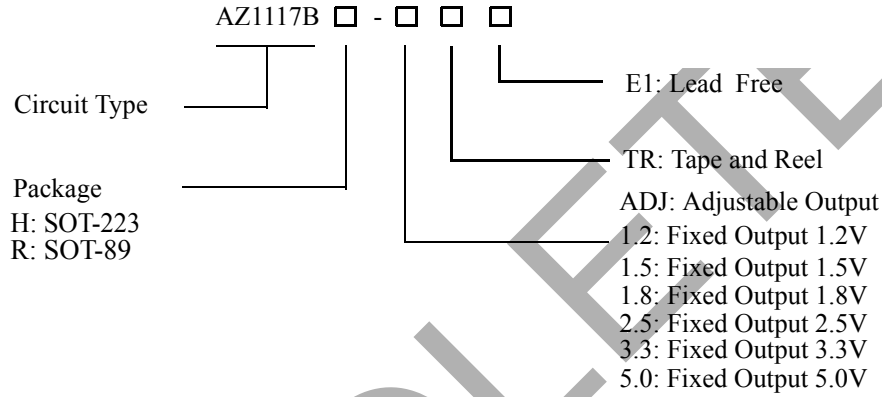 AZ1117B □ - □ □ □
E1: Lead Free
Circuit Type
TR: Tape and Reel
Package
H: SOT-223
R: SOT-89
ADJ: Adjustable Output
1.2: Fixed Output 1.2V
1.5: Fixed Output 1.5V
1.8: Fixed Output 1.8V
2.5: Fixed Output 2.5V
3.3: Fixed Output 3.3V
5.0: Fixed Output 5.0V